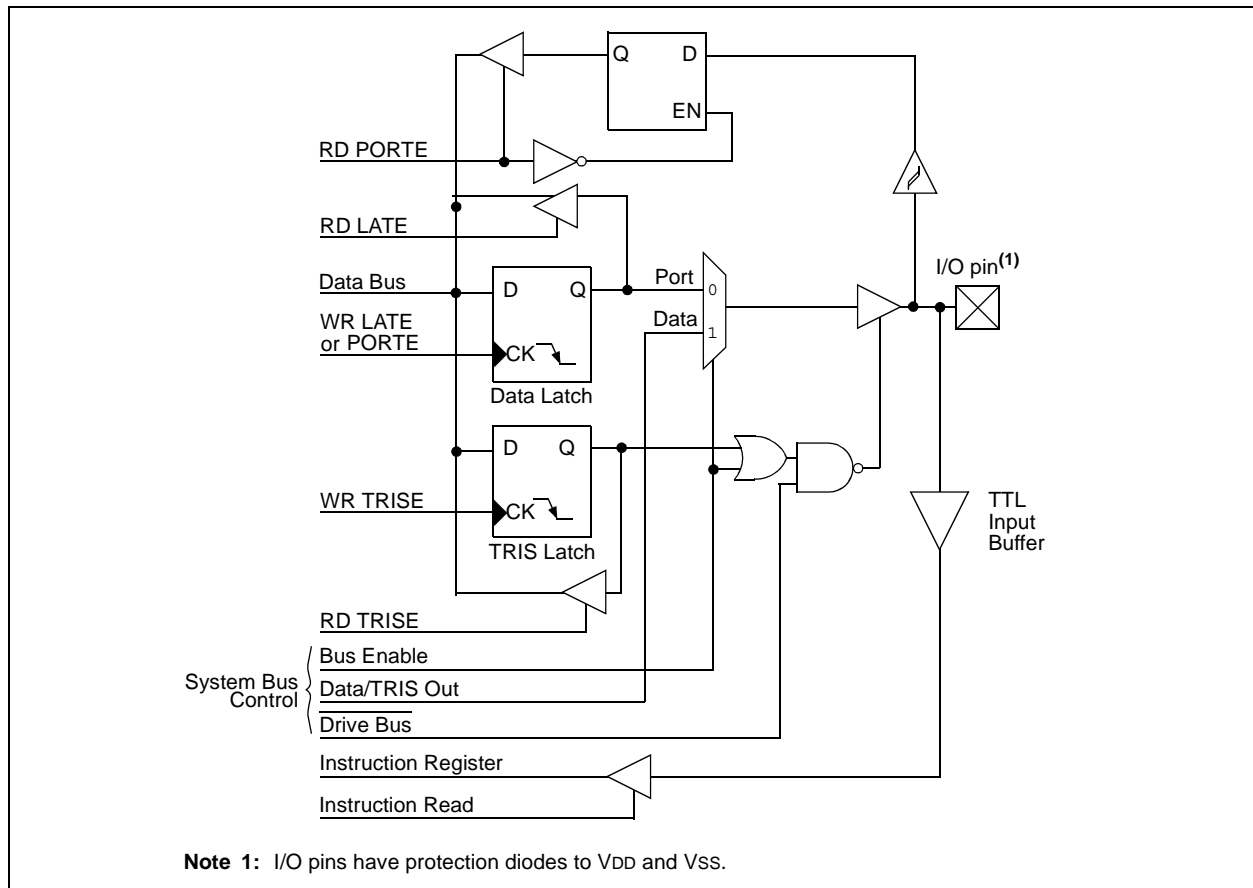 Q D
EN
RD PORTE
RD LATE
I/O pin(1)
Data Bus
D Q
Port
0
WR LATE
or PORTE
Data
1
CK
Data Latch
D Q
WR TRISE
CK
TRIS Latch
TTL
Input
Buffer
RD TRISE
System Bus
Control
Bus Enable
Data/TRIS Out
Drive Bus
Instruction Register
Instruction Read
Note 1: I/O pins have protection diodes to VDD and VSS.